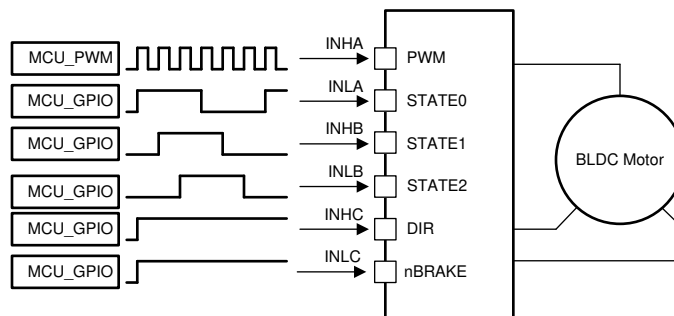 MCU_PWM INHA PWM
MCU_GPIO INLA STATE0
MCU_GPIO INHB STATE1
BLDC Motor
MCU_GPIO INLB STATE2
MCU_GPIO INHC DIR
MCU_GPIO INLC nBRAKE